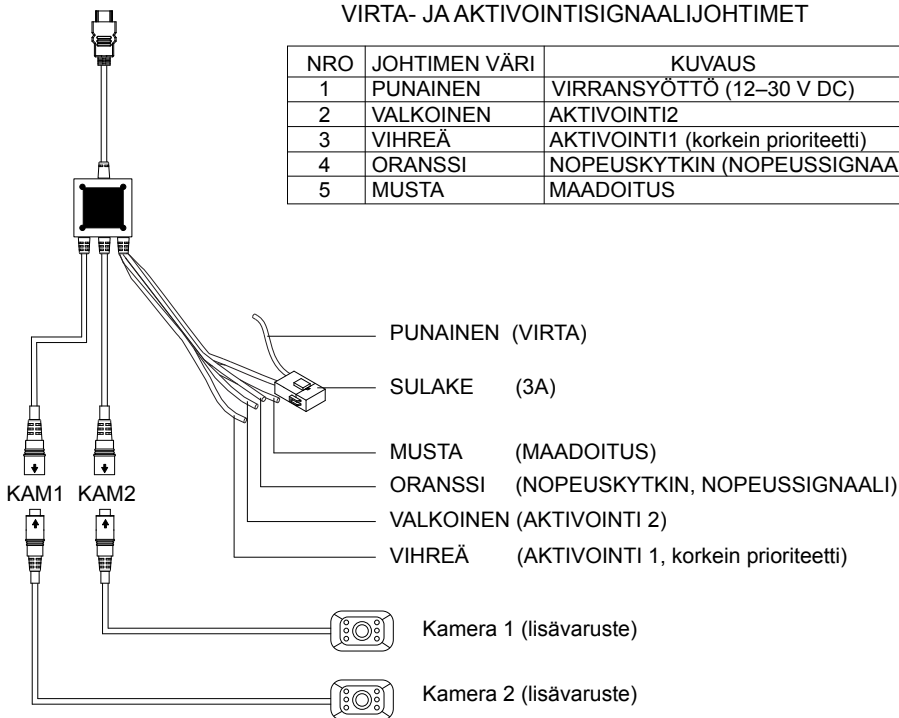 VIRTA- JA AKTIVOINTISIGNAALIJOHTIMET
NRO JOHTIMEN VÄRI KUVAUS
1 PUNAINEN VIRRANSYÖTTÖ (12–30 V DC)
2 VALKOINEN AKTIVOINTI2
3 VIHREÄ AKTIVOINTI1 (korkein prioriteetti)
4 ORANSSI NOPEUSKYTKIN (NOPEUSSIGNAA
5 MUSTA MAADOITUS
PUNAINEN (VIRTA)
SULAKE (3A)
MUSTA (MAADOITUS)
ORANSSI (NOPEUSKYTKIN, NOPEUSSIGNAALI)
VALKOINEN (AKTIVOINTI 2)
VIHREÄ (AKTIVOINTI 1, korkein prioriteetti)
KAM1 KAM2
Kamera 1 (lisävaruste)
Kamera 2 (lisävaruste)